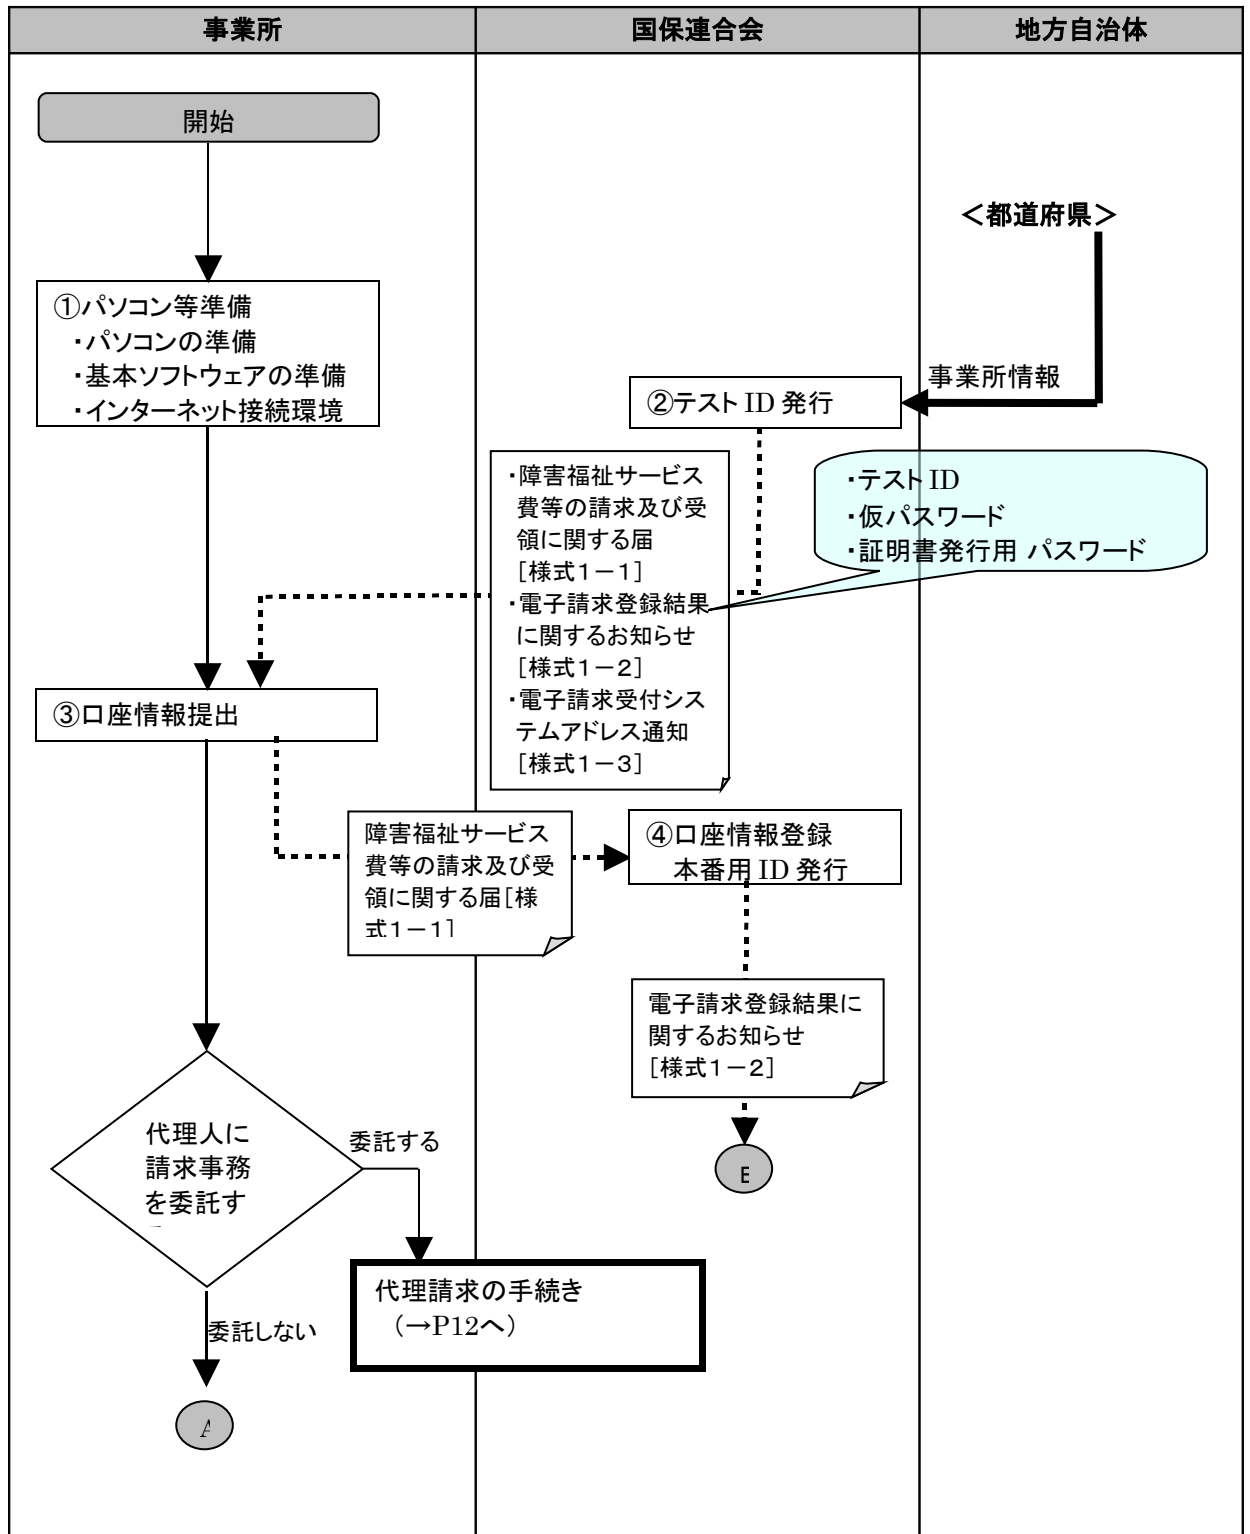 事業所
国保連合会
地方自治体
開始
＜都道府県＞
①パソコン等準備
・パソコンの準備
・基本ソフトウェアの準備
・インターネット接続環境
事業所情報
②テスト ID 発行
・障害福祉サービス
費等の請求及び受
領に関する届
[様式１－１]
・電子請求登録結果
に関するお知らせ
[様式１－２]
・電子請求受付シス
テムアドレス通知
[様式１－３]
・テスト ID
・仮パスワード
・証明書発行用 パスワード
③口座情報提出
障害福祉サービス
費等の請求及び受
領に関する届[様
式１－１]
④口座情報登録
本番用 ID 発行
電子請求登録結果に
関するお知らせ
[様式１－２]
代理人に
請求事務
を委託す
委託する
代理請求の手続き
（→P12へ）
委託しない